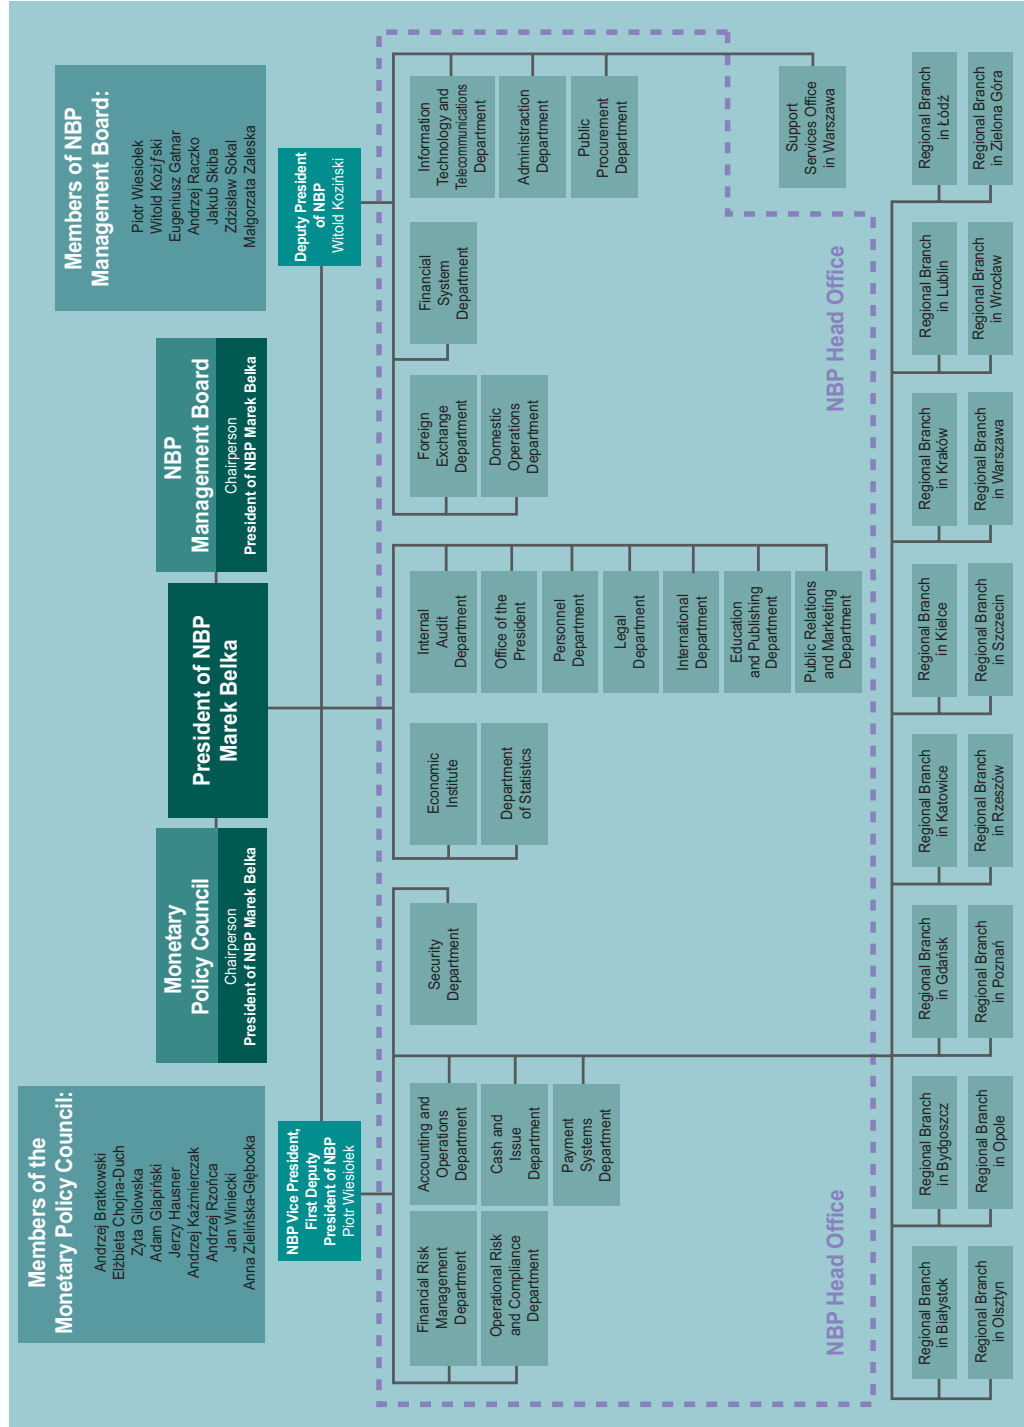 Members of the
Monetary Policy Council:
Andrzej Bratkowski
Elżbieta Chojna-Duch
Zyta Gilowska
Adam Glapiński
Jerzy Hausner
Andrzej Kaźmierczak
Andrzej Rzońca
Jan Winiecki
Anna Zielińska-Głębocka
Monetary
Policy Council
Chairperson
President of NBP Marek Belka
President of NBP
Marek Belka
NBP
Management Board
Chairperson
President of NBP Marek Belka
Members of NBP
Management Board:
Piotr Wiesiołek
Witold Koziƒski
Eugeniusz Gatnar
Andrzej Raczko
Jakub Skiba
Zdzisław Sokal
Małgorzata Zaleska
NBP Vice President,
First Deputy
President of NBP
Piotr Wiesiołek
Deputy President
of NBP
Witold Koziński
Financial Risk
Management
Department
Operational Risk
and Compliance
Department
Accounting and
Operations
Department
Cash and
Issue
Department
Payment
Systems
Department
Security
Department
Economic
Institute
Department
of Statistics
Internal
Audit
Department
Office of the
President
Personnel
Department
Legal
Department
International
Department
Education
and Publishing
Department
Public Relations
and Marketing
Department
Foreign
Exchange
Department
Domestic
Operations
Department
Financial
System
Department
Information
Technology and
Telecommunications
Department
Administraction
Department
Public
Procurement
Department
Support
Services Office
in Warszawa
NBP Head Office
NBP Head Office
Regional Branch
in Białystok
Regional Branch
in Bydgoszcz
Regional Branch
in Gdańsk
Regional Branch
in Katowice
Regional Branch
in Kielce
Regional Branch
in Kraków
Regional Branch
in Lublin
Regional Branch
in Łódź
Regional Branch
in Olsztyn
Regional Branch
in Opole
Regional Branch
in Poznań
Regional Branch
in Rzeszów
Regional Branch
in Szczecin
Regional Branch
in Warszawa
Regional Branch
in Wrocław
Regional Branch
in Zielona Góra